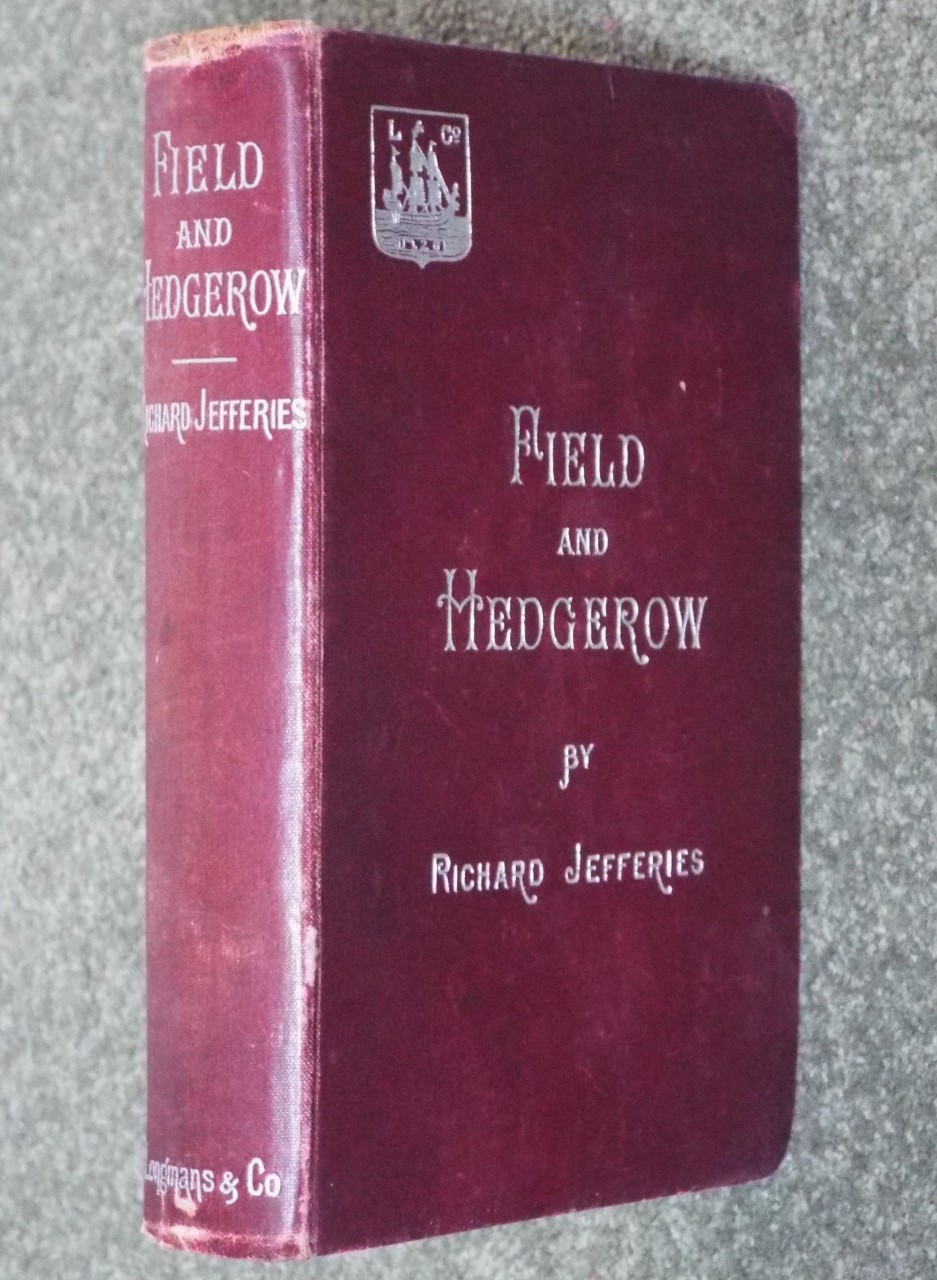 FIELD
AND
HEDGEROW
RICHARD JEFFERIES
Longmans & Co
L Co
FIELD
AND
HEDGEROW
BY
RICHARD JEFFERIES